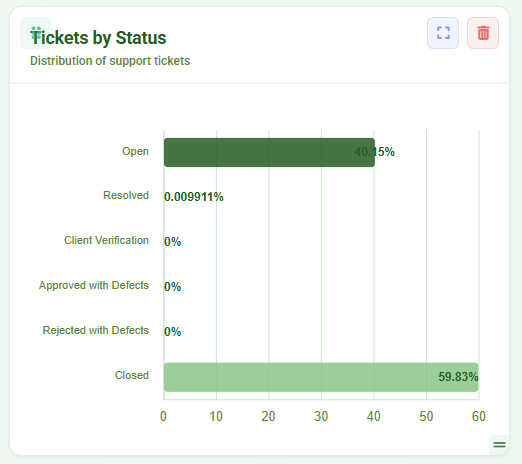 Tickets by Status
Distribution of support tickets
Open 40.15%
Resolved 0.009911%
Client Verification 0%
Approved with Defects 0%
Rejected with Defects 0%
Closed 59.83%
0 10 20 30 40 50 60